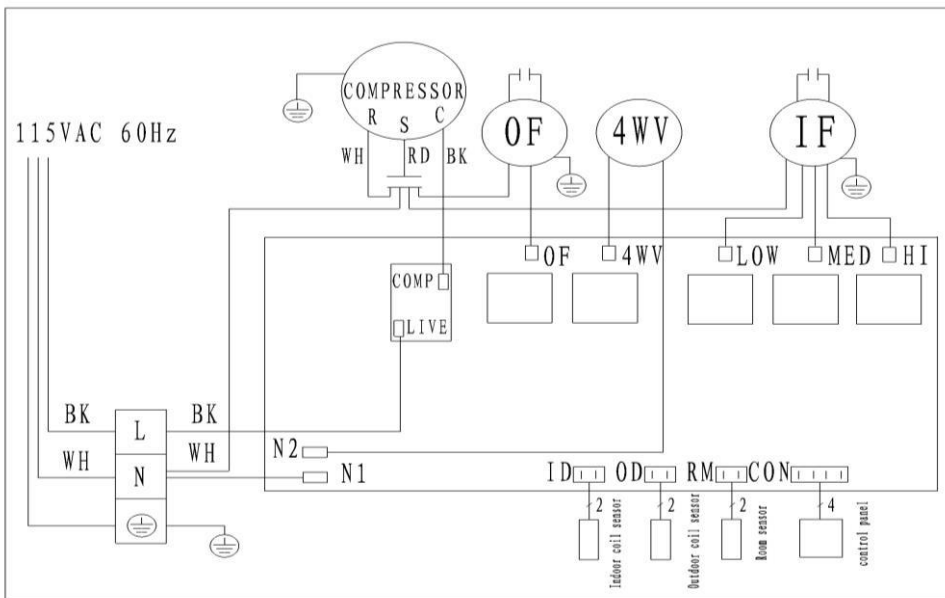 COMPRESSOR
R S C
115VAC 60Hz
WH RD BK
OF
4WV
IF
OF
4WV
LOW
MED
HI
COMP
LIVE
BK L BK
WH N WH
N2
N1
ID OD RM CON
2 2 2 4
Indoor coil sensor
Outdoor coil sensor
Room sensor
control panel